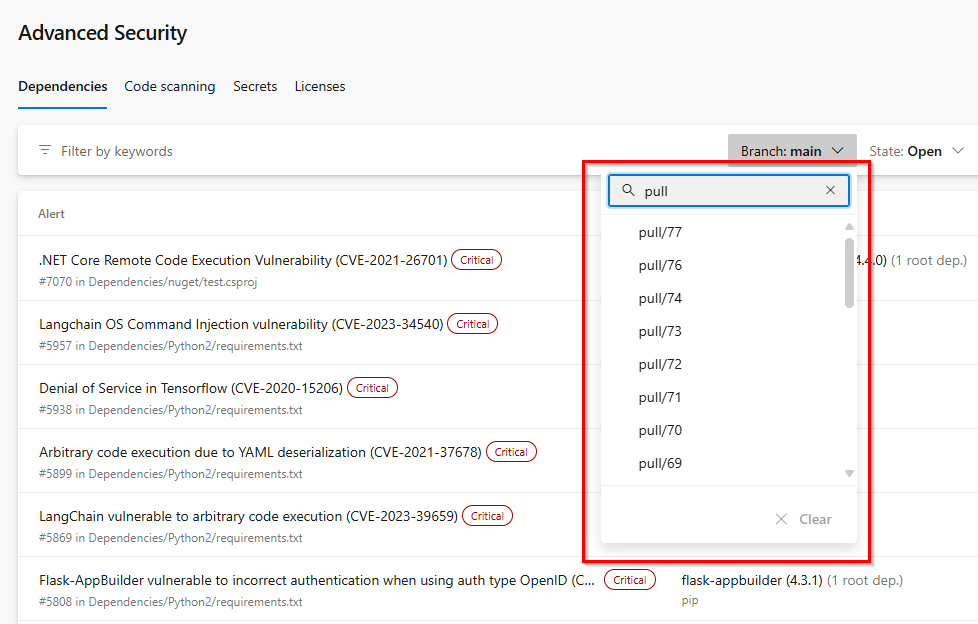 Advanced Security
Dependencies Code scanning Secrets Licenses
Filter by keywords Branch: main State: Open
pull
Alert
pull/77
pull/76
pull/74
pull/73
pull/72
pull/71
pull/70
pull/69
Clear
.NET Core Remote Code Execution Vulnerability (CVE-2021-26701) Critical
4.4.0) (1 root dep.)
#7070 in Dependencies/nuget/test.csproj
Langchain OS Command Injection vulnerability (CVE-2023-34540) Critical
#5957 in Dependencies/Python2/requirements.txt
Denial of Service in Tensorflow (CVE-2020-15206) Critical
#5938 in Dependencies/Python2/requirements.txt
Arbitrary code execution due to YAML deserialization (CVE-2021-37678) Critical
#5899 in Dependencies/Python2/requirements.txt
LangChain vulnerable to arbitrary code execution (CVE-2023-39659) Critical
#5869 in Dependencies/Python2/requirements.txt
Flask-AppBuilder vulnerable to incorrect authentication when using auth type OpenID (C... Critical
#5808 in Dependencies/Python2/requirements.txt
flask-appbuilder (4.3.1) (1 root dep.)
pip